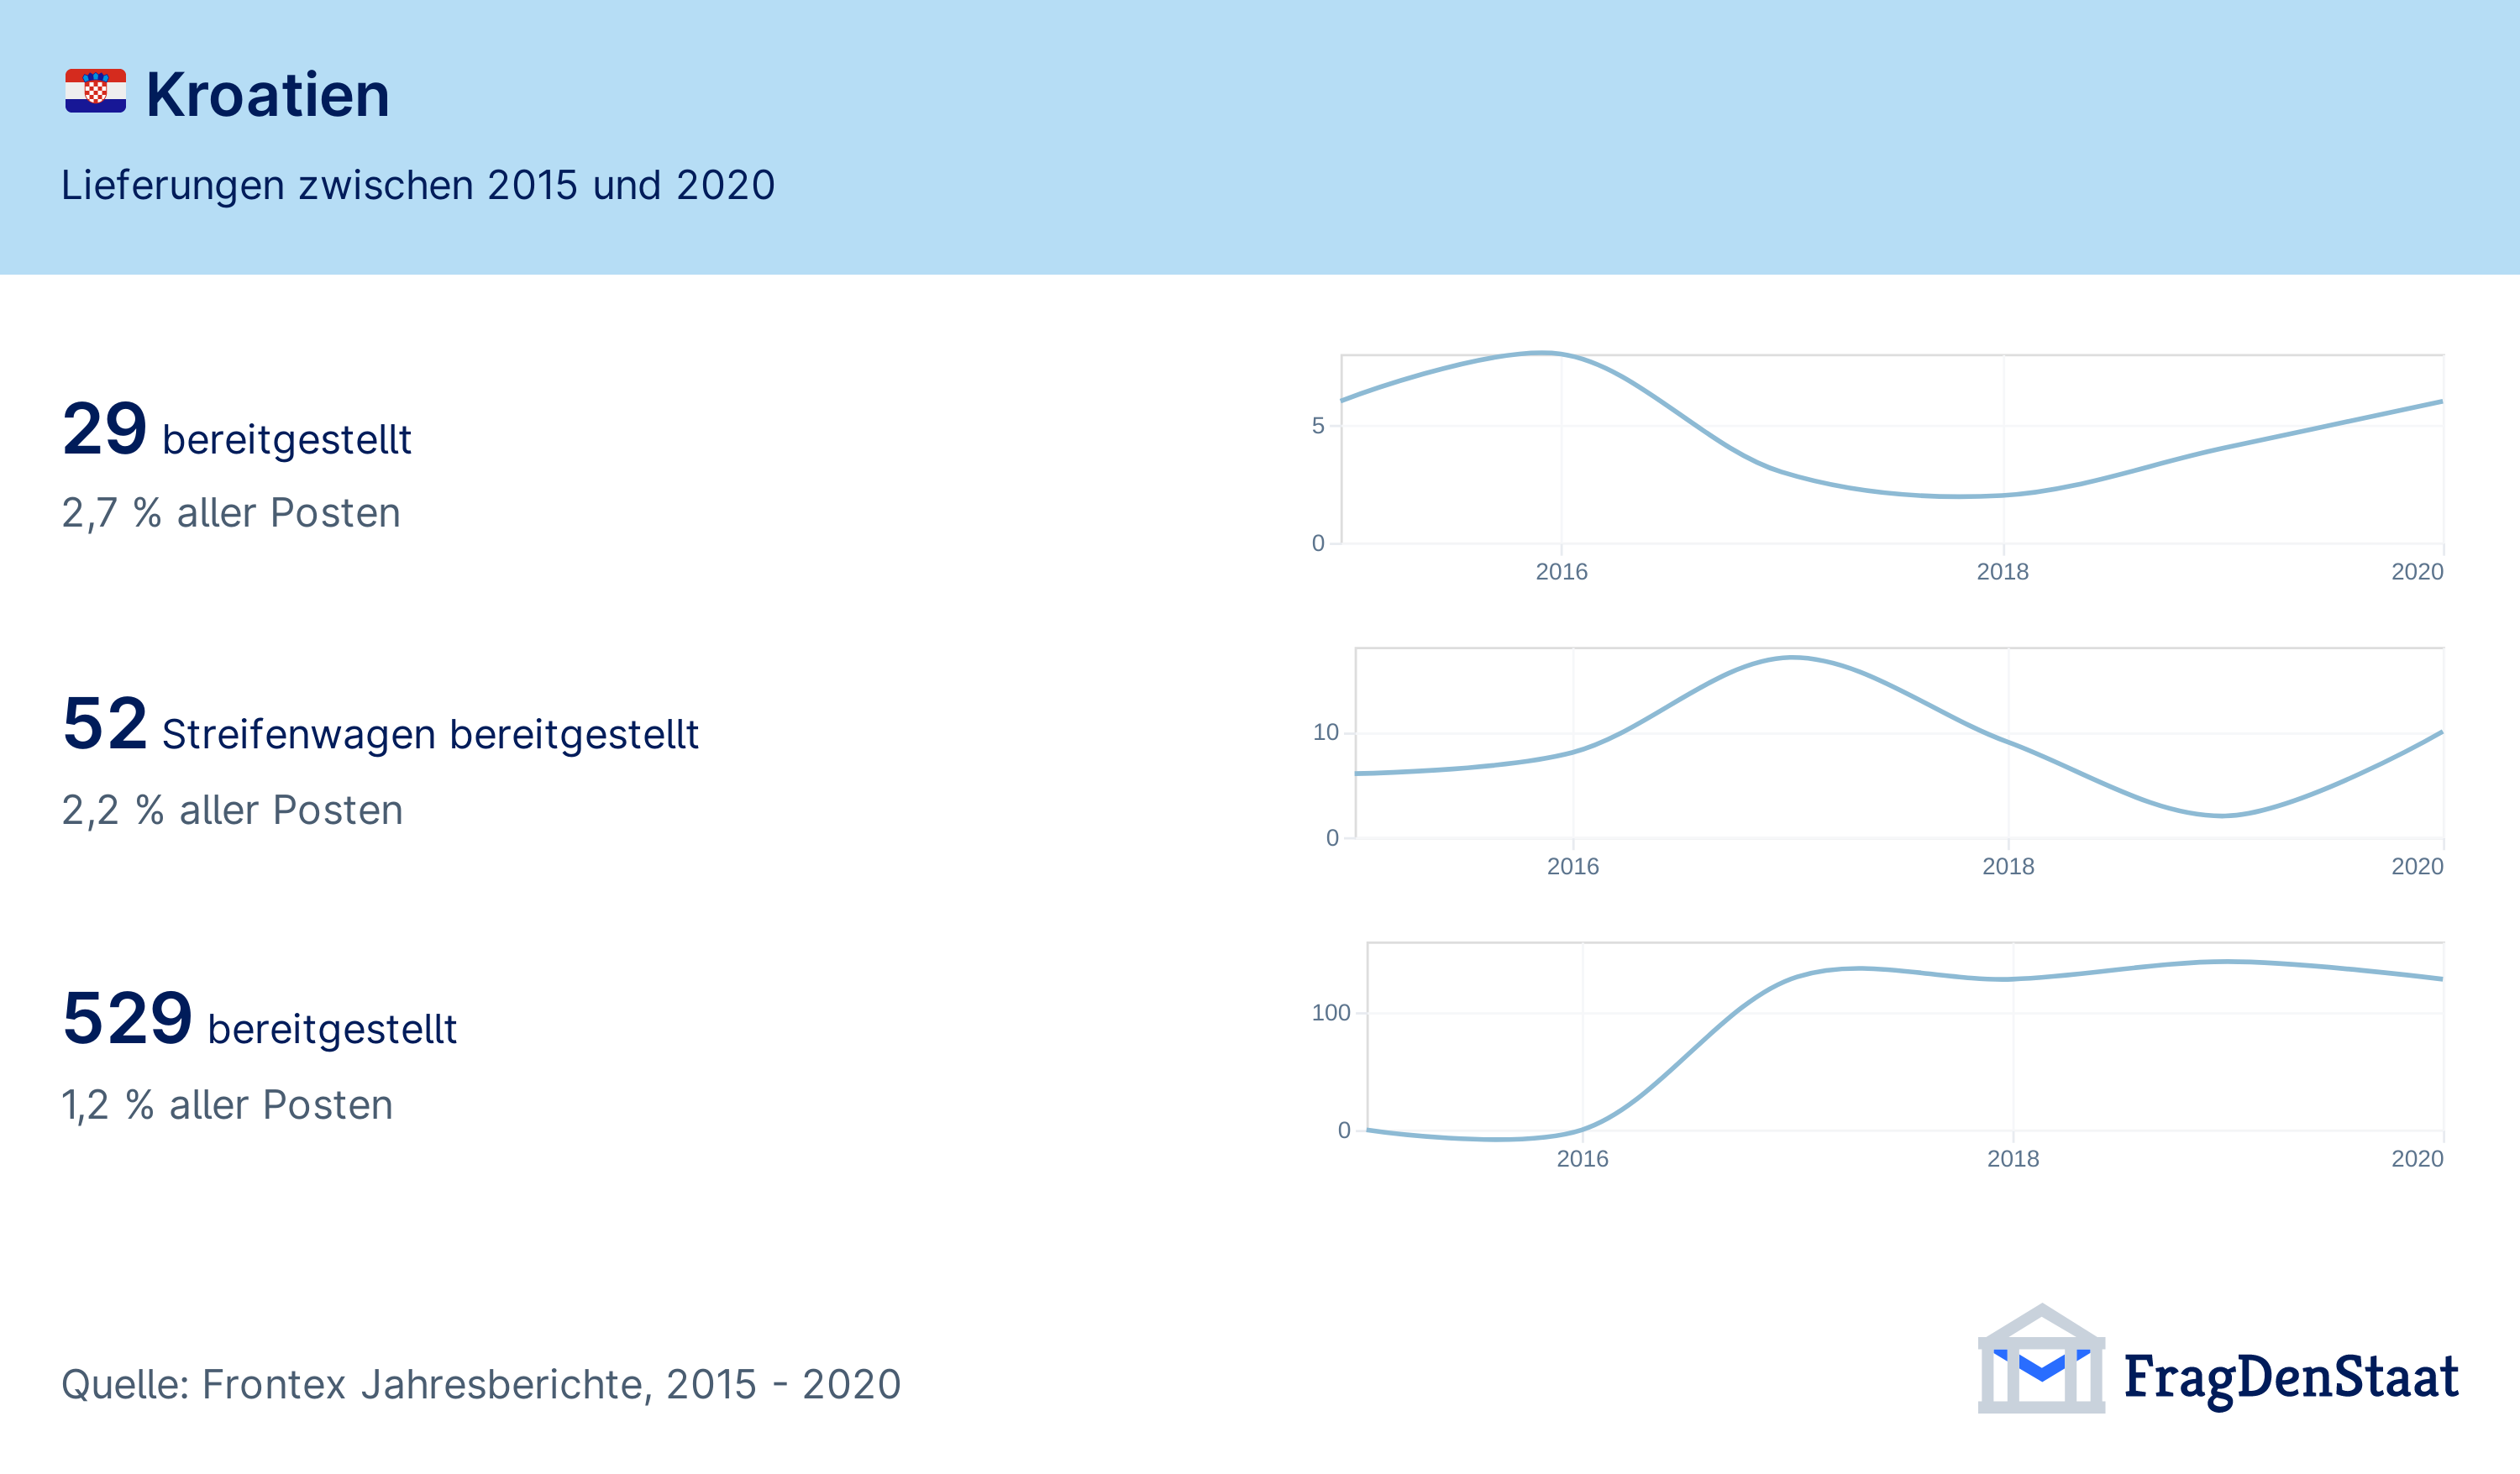 Kroatien
Lieferungen zwischen 2015 und 2020
29 bereitgestellt
2,7 % aller Posten
5
0
2016 2018 2020
52 Streifenwagen bereitgestellt
2,2 % aller Posten
10
0
2016 2018 2020
529 bereitgestellt
1,2 % aller Posten
100
0
2016 2018 2020
Quelle: Frontex Jahresberichte, 2015 - 2020
FragDenStaat